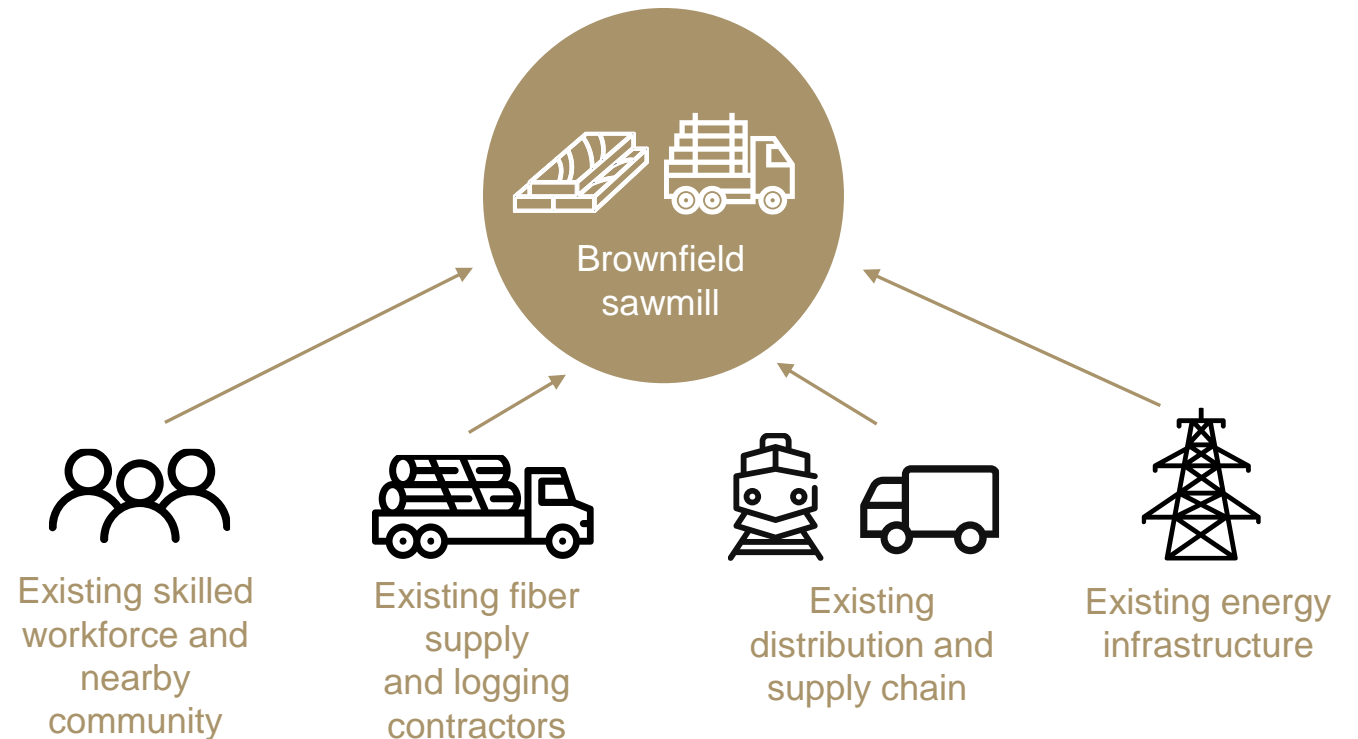 Brownfield
sawmill
Existing skilled
workforce and
nearby
community
Existing fiber
supply
and logging
contractors
Existing
distribution and
supply chain
Existing energy
infrastructure